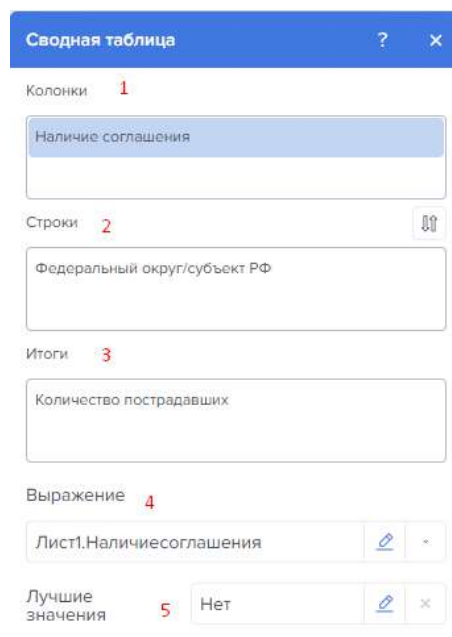 Сводная таблица ? ×
Колонки 1
Наличие соглашения
Строки 2
Федеральный округ/субъект РФ
Итоги 3
Количество пострадавших
Выражение 4
Лист1.Наличиесоглашения
Лучшие
значения 5 Нет ×